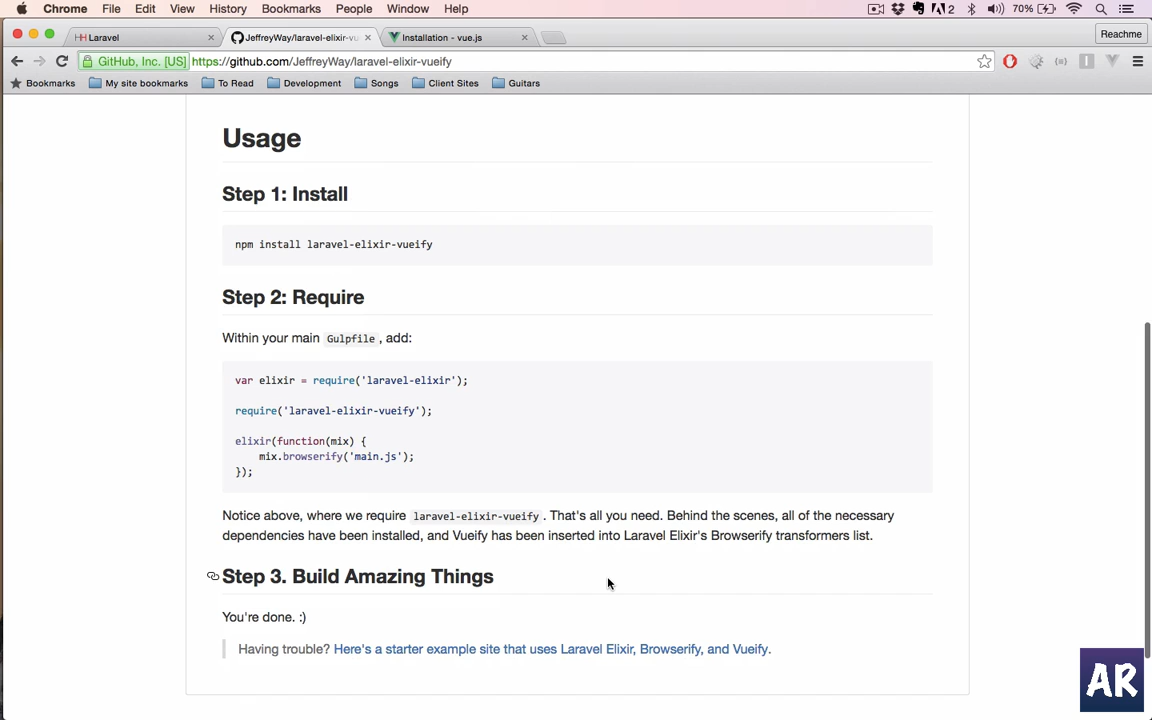 Chrome File Edit View History Bookmarks People Window Help 2 70%
Laravel JeffreyWay/laravel-elixir-vu Installation - vue.js Reachme
GitHub, Inc. [US] https://github.com/JeffreyWay/laravel-elixir-vueify
Bookmarks My site bookmarks To Read Development Songs Client Sites Guitars
Usage
Step 1: Install
npm install laravel-elixir-vueify
Step 2: Require
Within your main Gulpfile , add:
var elixir = require('laravel-elixir');
require('laravel-elixir-vueify');
elixir(function(mix) {
mix.browserify('main.js');
});
Notice above, where we require laravel-elixir-vueify . That's all you need. Behind the scenes, all of the necessary
dependencies have been installed, and Vueify has been inserted into Laravel Elixir's Browserify transformers list.
Step 3. Build Amazing Things
You're done. :)
Having trouble? Here's a starter example site that uses Laravel Elixir, Browserify, and Vueify.
AR